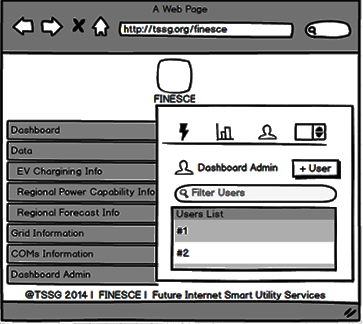 A Web Page
http://tssg.org/finesce
FINESCE
Dashboard
Data
EV Chargining Info
Regional Power Capability Info
Regional Forecast Info
Grid Information
COMs Information
Dashboard Admin
Dashboard Admin
+ User
Filter Users
Users List
#1
#2
@TSSG 2014 I FINESCE I Future Internet Smart Utility Services